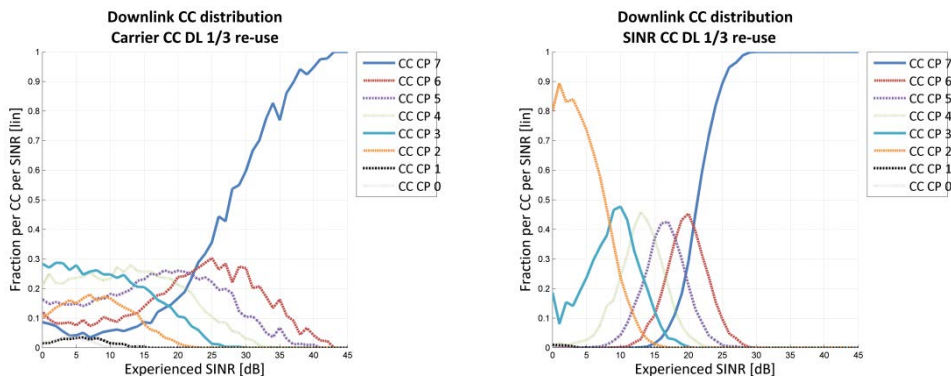 Downlink CC distribution
Carrier CC DL 1/3 re-use
Fraction per CC per SINR [lin]
1
0.9
0.8
0.7
0.6
0.5
0.4
0.3
0.2
0.1
0
0 5 10 15 20 25 30 35 40 45
Experienced SINR [dB]
CC CP 7
CC CP 6
CC CP 5
CC CP 4
CC CP 3
CC CP 2
CC CP 1
CC CP 0
Downlink CC distribution
SINR CC DL 1/3 re-use
Fraction per CC per SINR [lin]
1
0.9
0.8
0.7
0.6
0.5
0.4
0.3
0.2
0.1
0
0 5 10 15 20 25 30 35 40 45
Experienced SINR [dB]
CC CP 7
CC CP 6
CC CP 5
CC CP 4
CC CP 3
CC CP 2
CC CP 1
CC CP 0